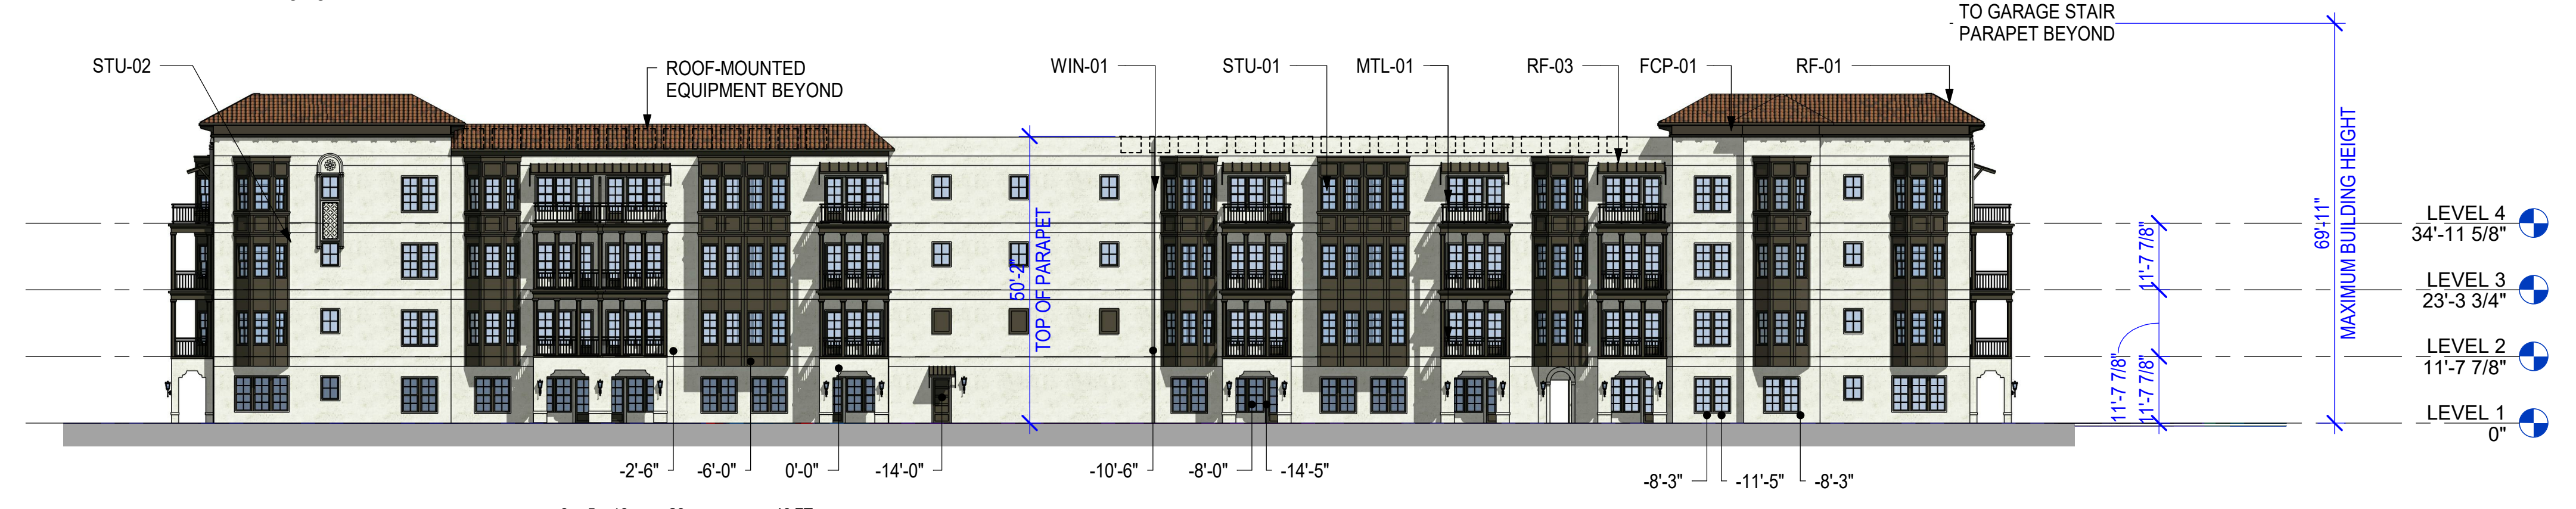 TO GARAGE STAIR
PARAPET BEYOND
STU-02
ROOF-MOUNTED
EQUIPMENT BEYOND
WIN-01
STU-01
MTL-01
RF-03
FCP-01
RF-01
50'-2"
TOP OF PARAPET
11'-7 7/8"
11'-7 7/8"
11'-7 7/8"
69'-11"
MAXIMUM BUILDING HEIGHT
LEVEL 4
34'-11 5/8"
LEVEL 3
23'-3 3/4"
LEVEL 2
11'-7 7/8"
LEVEL 1
0"
-2'-6"
-6'-0"
0'-0"
-14'-0"
-10'-6"
-8'-0"
-14'-5"
-8'-3"
-11'-5"
-8'-3"